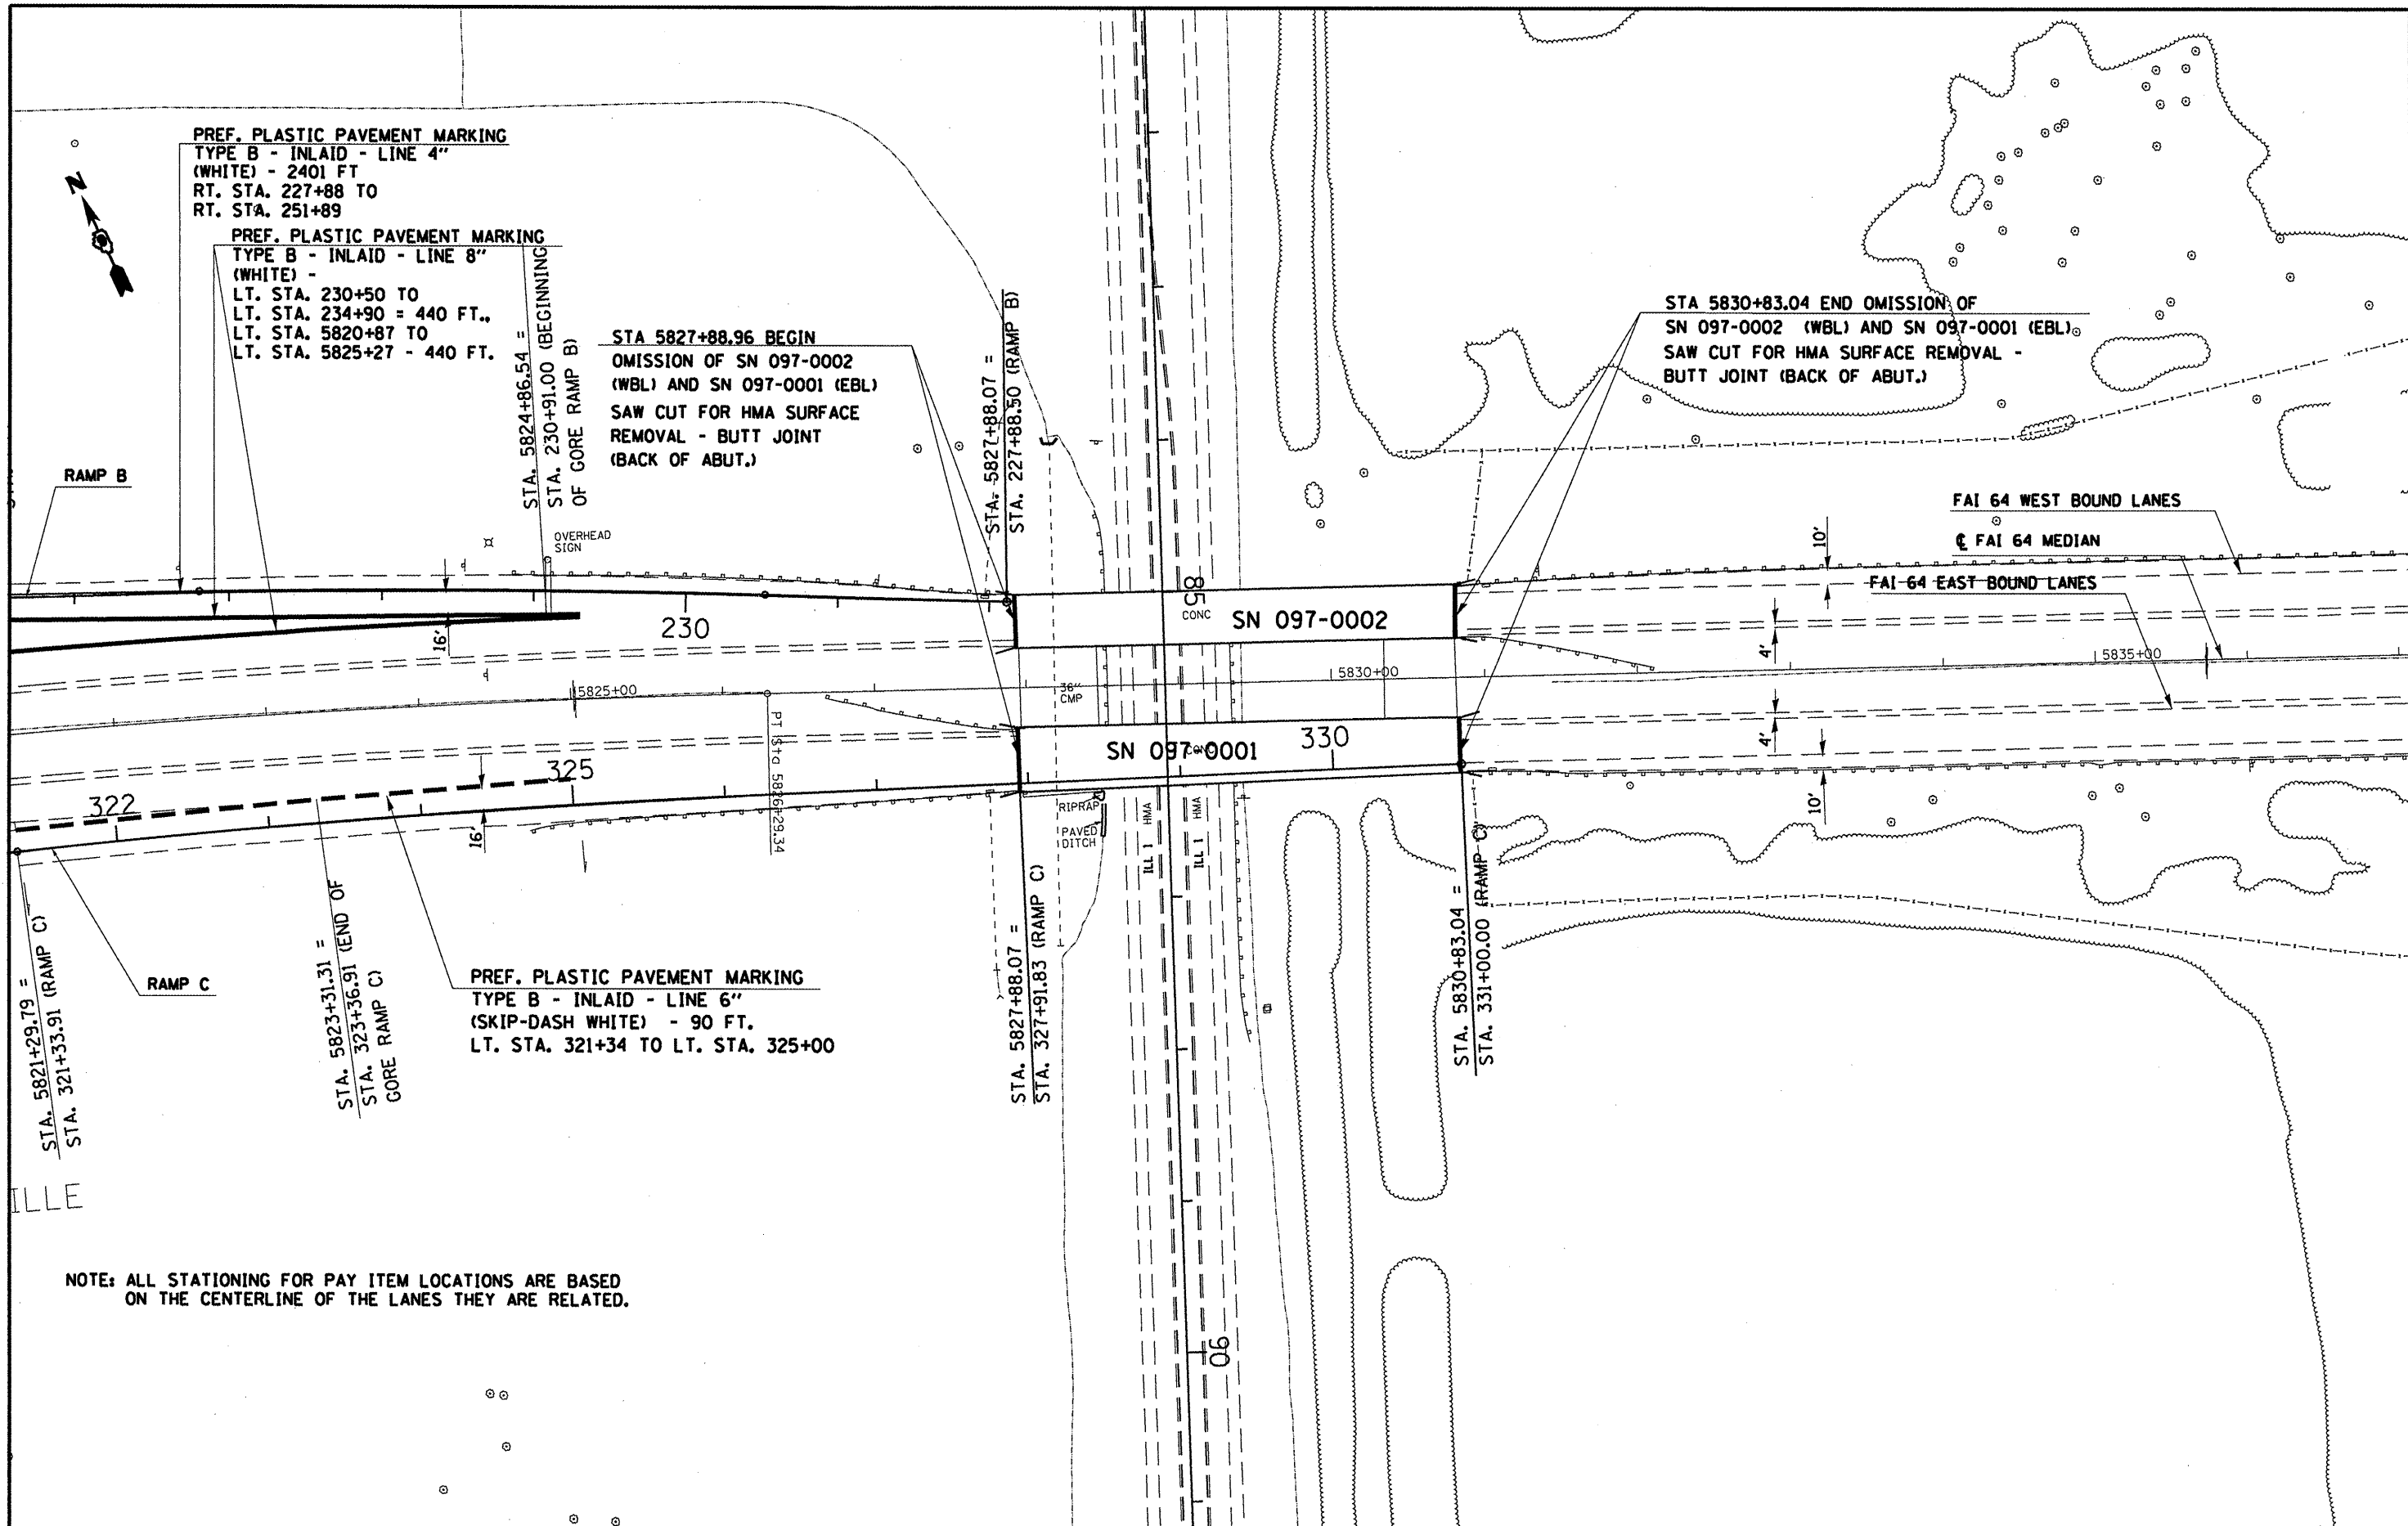 PREF. PLASTIC PAVEMENT MARKING
TYPE B - INLAID - LINE 4"
(WHITE) - 2401 FT
RT. STA. 227+88 TO
RT. STA. 251+89
N
PREF. PLASTIC PAVEMENT MARKING
TYPE B - INLAID - LINE 8"
(WHITE) -
LT. STA. 230+50 TO
LT. STA. 234+90 = 440 FT.,
LT. STA. 5820+87 TO
LT. STA. 5825+27 - 440 FT.
STA. 5824+86.54 =
STA. 230+91.00 (BEGINNING
OF GORE RAMP B)
STA 5827+88.96 BEGIN
OMISSION OF SN 097-0002
(WBL) AND SN 097-0001 (EBL)
SAW CUT FOR HMA SURFACE
REMOVAL - BUTT JOINT
(BACK OF ABUT.)
STA. 5827+88.07 =
STA. 227+88.50 (RAMP B)
STA 5830+83.04 END OMISSION OF
SN 097-0002 (WBL) AND SN 097-0001 (EBL)
SAW CUT FOR HMA SURFACE REMOVAL -
BUTT JOINT (BACK OF ABUT.)
RAMP B
OVERHEAD
SIGN
FAI 64 WEST BOUND LANES
℄ FAI 64 MEDIAN
FAI 64 EAST BOUND LANES
10'
85
CONC
SN 097-0002
230
16'
4'
5835+00
5830+00
5825+00
36"
CMP
PT Sta 5826+29.34
SN 097-0001
CONC
330
4'
325
322
16'
10'
RIPRAP
PAVED
DITCH
HMA
HMA
ILL 1
ILL 1
STA. 5821+29.79 =
STA. 321+33.91 (RAMP C)
RAMP C
STA. 5823+31.31 =
STA. 323+36.91 (END OF
GORE RAMP C)
PREF. PLASTIC PAVEMENT MARKING
TYPE B - INLAID - LINE 6"
(SKIP-DASH WHITE) - 90 FT.
LT. STA. 321+34 TO LT. STA. 325+00
STA. 5827+88.07 =
STA. 327+91.83 (RAMP C)
STA. 5830+83.04 =
STA. 331+00.00 (RAMP C)
ILLE
NOTE: ALL STATIONING FOR PAY ITEM LOCATIONS ARE BASED
ON THE CENTERLINE OF THE LANES THEY ARE RELATED.
90